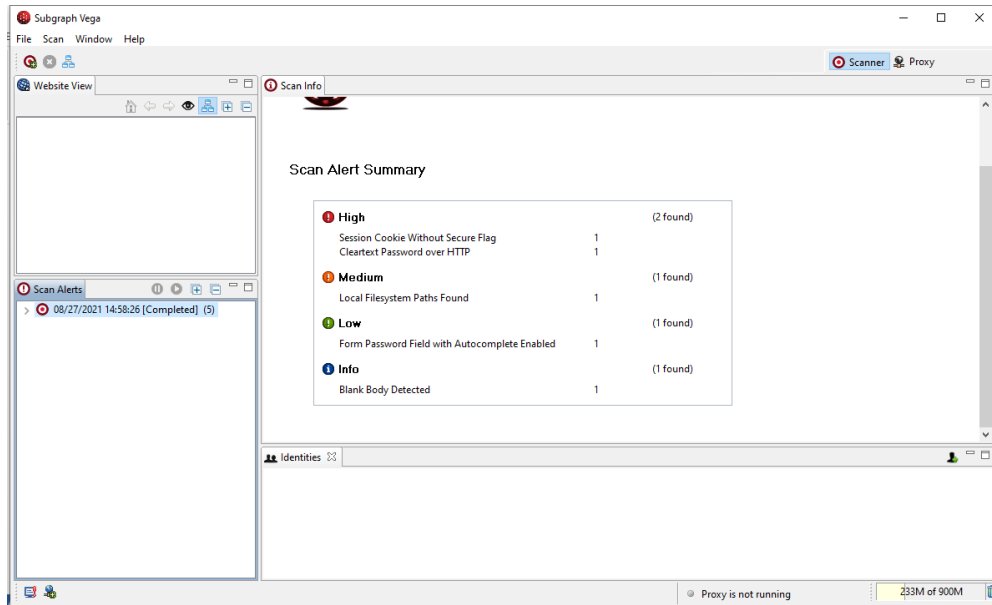 Subgraph Vega
File Scan Window Help
Scanner Proxy
Website View
Scan Info
Scan Alert Summary
High (2 found)
Session Cookie Without Secure Flag 1
Cleartext Password over HTTP 1
Medium (1 found)
Local Filesystem Paths Found 1
Low (1 found)
Form Password Field with Autocomplete Enabled 1
Info (1 found)
Blank Body Detected 1
Scan Alerts
08/27/2021 14:58:26 [Completed] (5)
Identities
Proxy is not running
233M of 900M